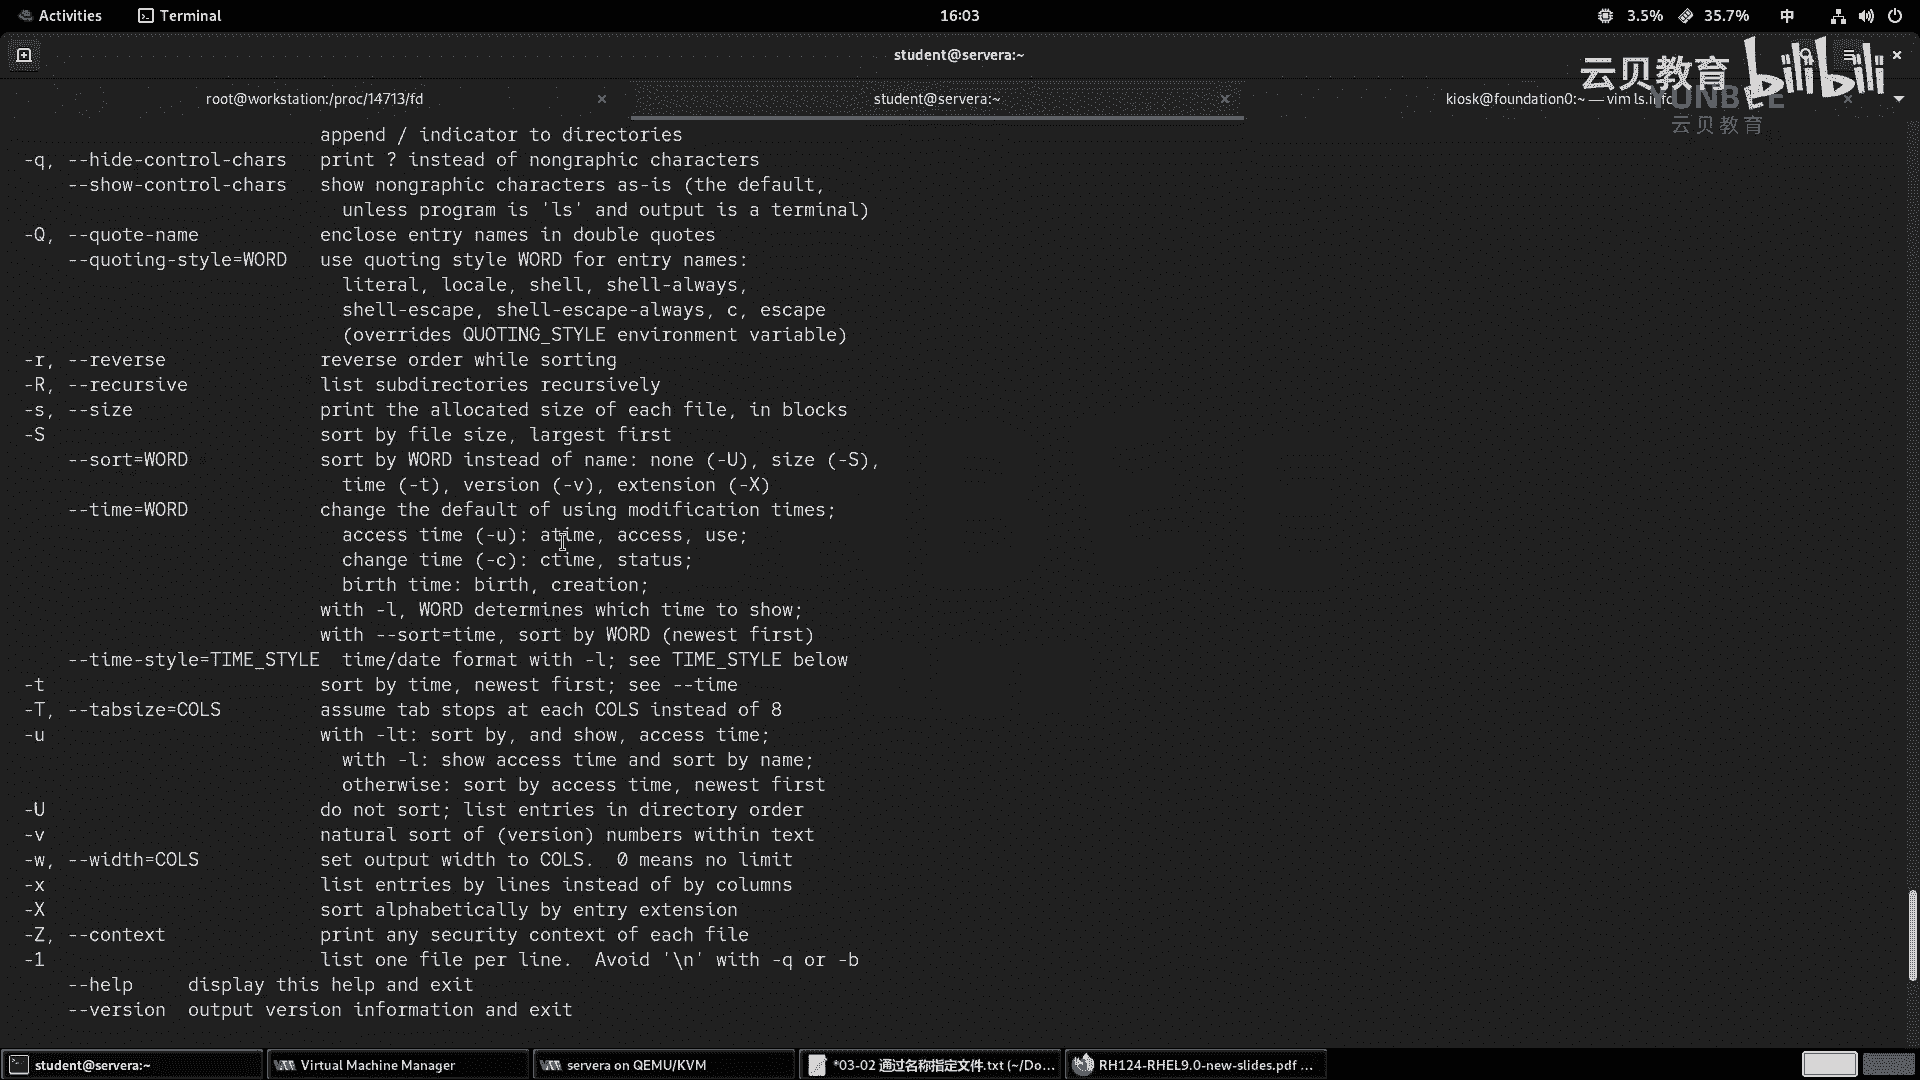 Activities Terminal 16:03 3.5% 35.7% 中
student@servera:~
云贝教育 bilibili
root@workstation:/proc/14713/fd student@servera:~ kiosk@foundation0:~ — vim ls.info
云贝教育
append / indicator to directories
-q, --hide-control-chars print ? instead of nongraphic characters
--show-control-chars show nongraphic characters as-is (the default,
unless program is 'ls' and output is a terminal)
-Q, --quote-name enclose entry names in double quotes
--quoting-style=WORD use quoting style WORD for entry names:
literal, locale, shell, shell-always,
shell-escape, shell-escape-always, c, escape
(overrides QUOTING_STYLE environment variable)
-r, --reverse reverse order while sorting
-R, --recursive list subdirectories recursively
-s, --size print the allocated size of each file, in blocks
-S sort by file size, largest first
--sort=WORD sort by WORD instead of name: none (-U), size (-S),
time (-t), version (-v), extension (-X)
--time=WORD change the default of using modification times;
access time (-u): atime, access, use;
change time (-c): ctime, status;
birth time: birth, creation;
with -l, WORD determines which time to show;
with --sort=time, sort by WORD (newest first)
--time-style=TIME_STYLE time/date format with -l; see TIME_STYLE below
-t sort by time, newest first; see --time
-T, --tabsize=COLS assume tab stops at each COLS instead of 8
-u with -lt: sort by, and show, access time;
with -l: show access time and sort by name;
otherwise: sort by access time, newest first
-U do not sort; list entries in directory order
-v natural sort of (version) numbers within text
-w, --width=COLS set output width to COLS. 0 means no limit
-x list entries by lines instead of by columns
-X sort alphabetically by entry extension
-Z, --context print any security context of each file
-1 list one file per line. Avoid '\n' with -q or -b
--help display this help and exit
--version output version information and exit
student@servera:~ Virtual Machine Manager servera on QEMU/KVM *03-02 通过名称指定文件.txt (~/Do... RH124-RHEL9.0-new-slides.pdf ...